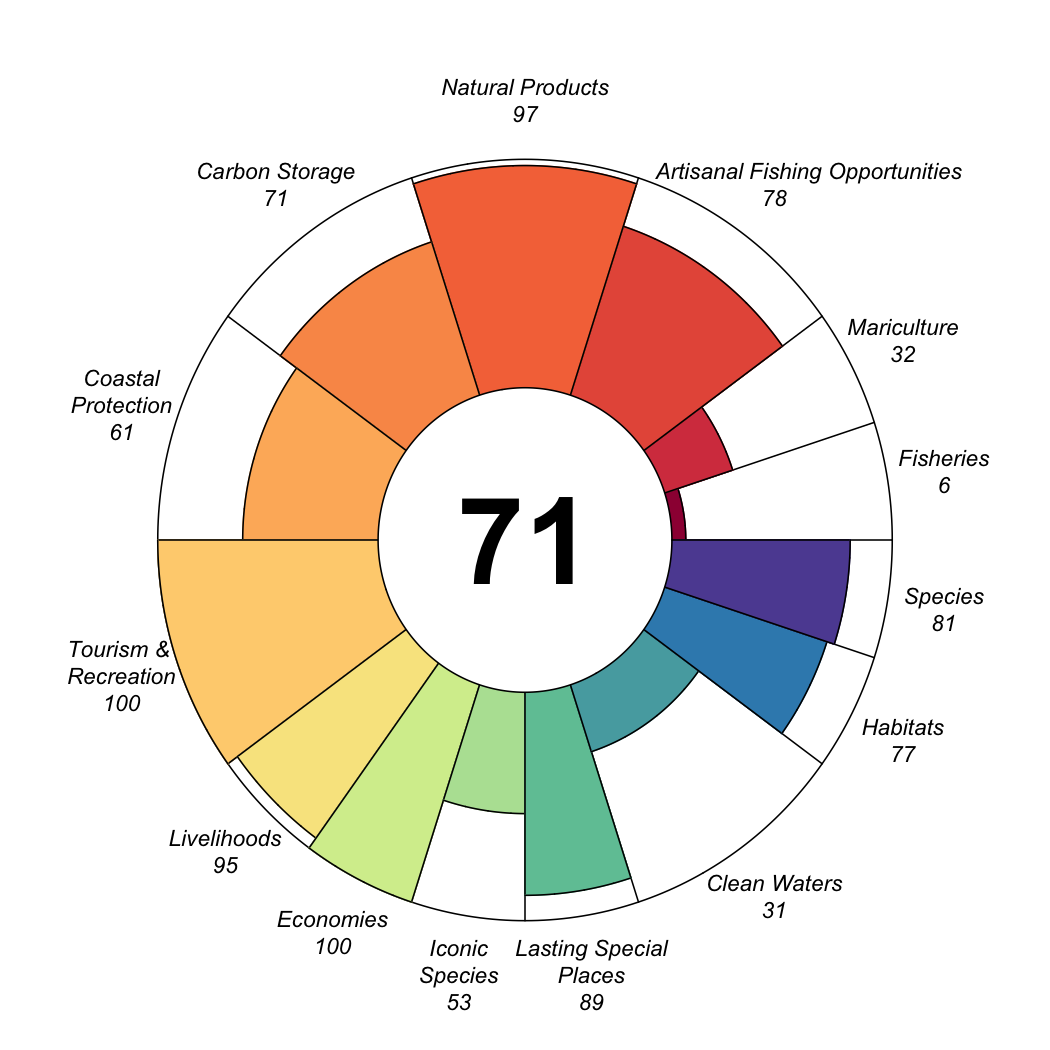 Natural Products
97
Artisanal Fishing Opportunities
78
Carbon Storage
71
Mariculture
32
Coastal
Protection
61
Fisheries
6
71
Species
81
Tourism &
Recreation
100
Habitats
77
Livelihoods
95
Clean Waters
31
Economies
100
Iconic
Species
53
Lasting Special
Places
89